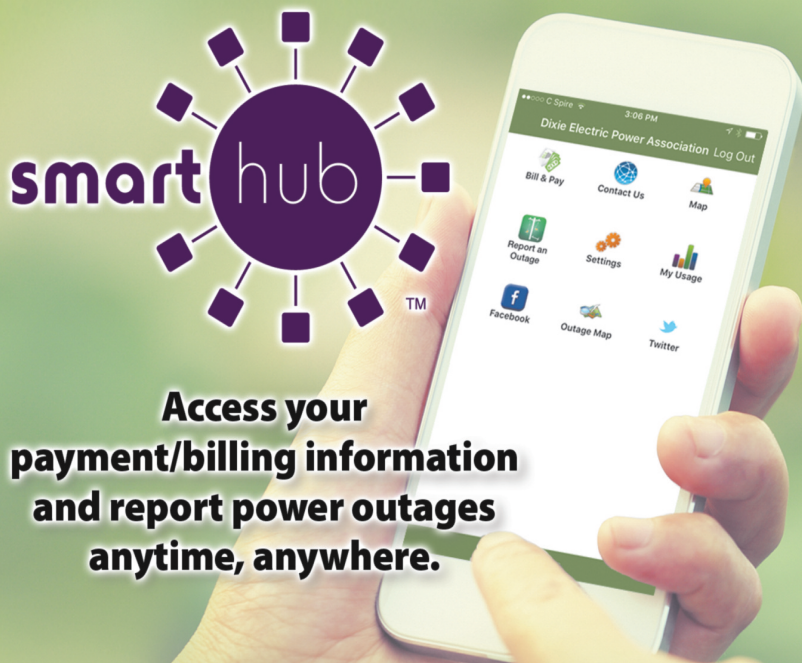 smart hub
TM
Access your
payment/billing information
and report power outages
anytime, anywhere.
C Spire 3:06 PM
Dixie Electric Power Association Log Out
Bill & Pay Contact Us Map
Report an
Outage Settings My Usage
f
Facebook Outage Map Twitter